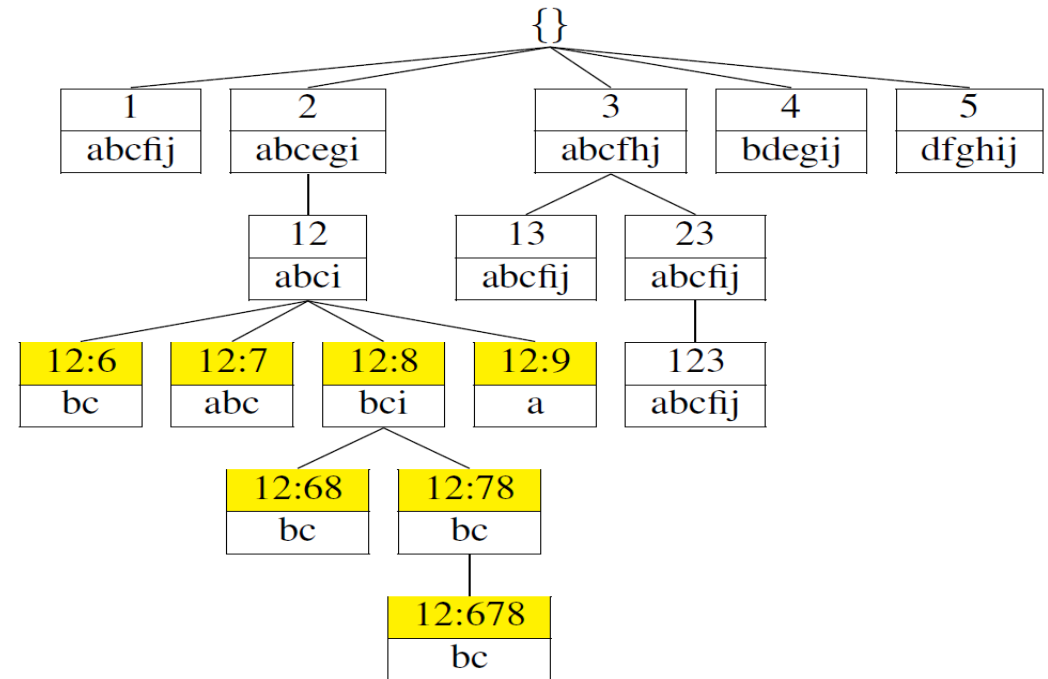 {}
1 2 3 4 5
abcfij abcegi abcfhj bdegij dfghij
12 13 23
abci abcfij abcfij
12:6 12:7 12:8 12:9 123
bc abc bci a abcfij
12:68 12:78
bc bc
12:678
bc